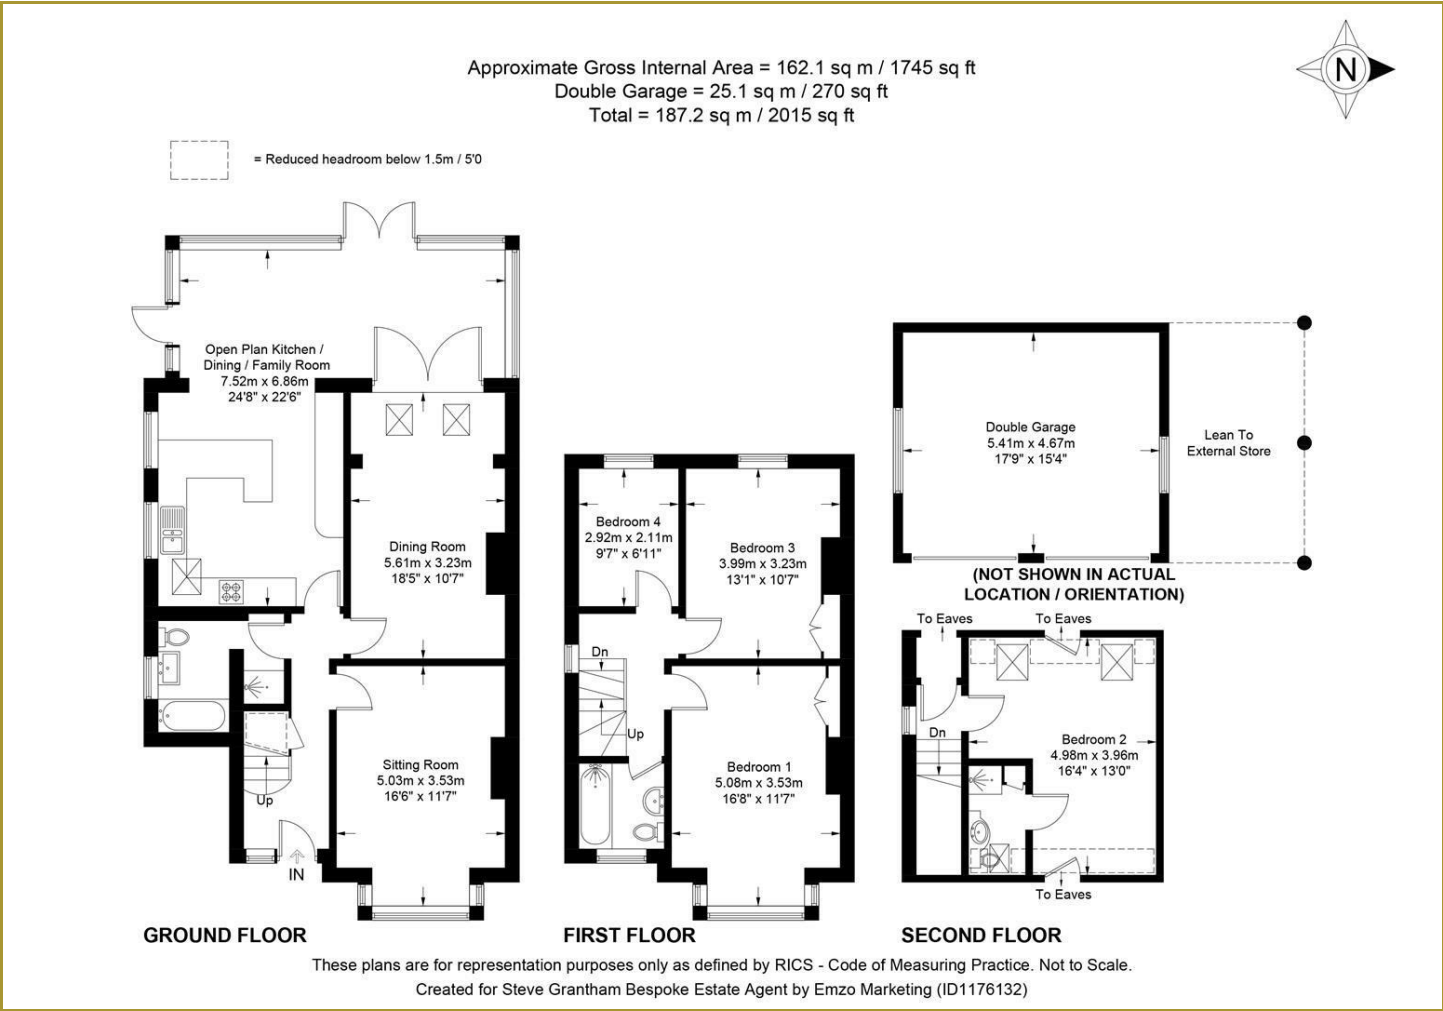 Approximate Gross Internal Area = 162.1 sq m / 1745 sq ft
Double Garage = 25.1 sq m / 270 sq ft
Total = 187.2 sq m / 2015 sq ft
N
= Reduced headroom below 1.5m / 5'0
Open Plan Kitchen /
Dining / Family Room
7.52m x 6.86m
24'8" x 22'6"
Dining Room
5.61m x 3.23m
18'5" x 10'7"
Sitting Room
5.03m x 3.53m
16'6" x 11'7"
Up
IN
GROUND FLOOR
Bedroom 4
2.92m x 2.11m
9'7" x 6'11"
Bedroom 3
3.99m x 3.23m
13'1" x 10'7"
Dn
Up
Bedroom 1
5.08m x 3.53m
16'8" x 11'7"
FIRST FLOOR
Double Garage
5.41m x 4.67m
17'9" x 15'4"
Lean To
External Store
(NOT SHOWN IN ACTUAL
LOCATION / ORIENTATION)
To Eaves
To Eaves
Dn
Bedroom 2
4.98m x 3.96m
16'4" x 13'0"
To Eaves
SECOND FLOOR
These plans are for representation purposes only as defined by RICS - Code of Measuring Practice. Not to Scale.
Created for Steve Grantham Bespoke Estate Agent by Emzo Marketing (ID1176132)